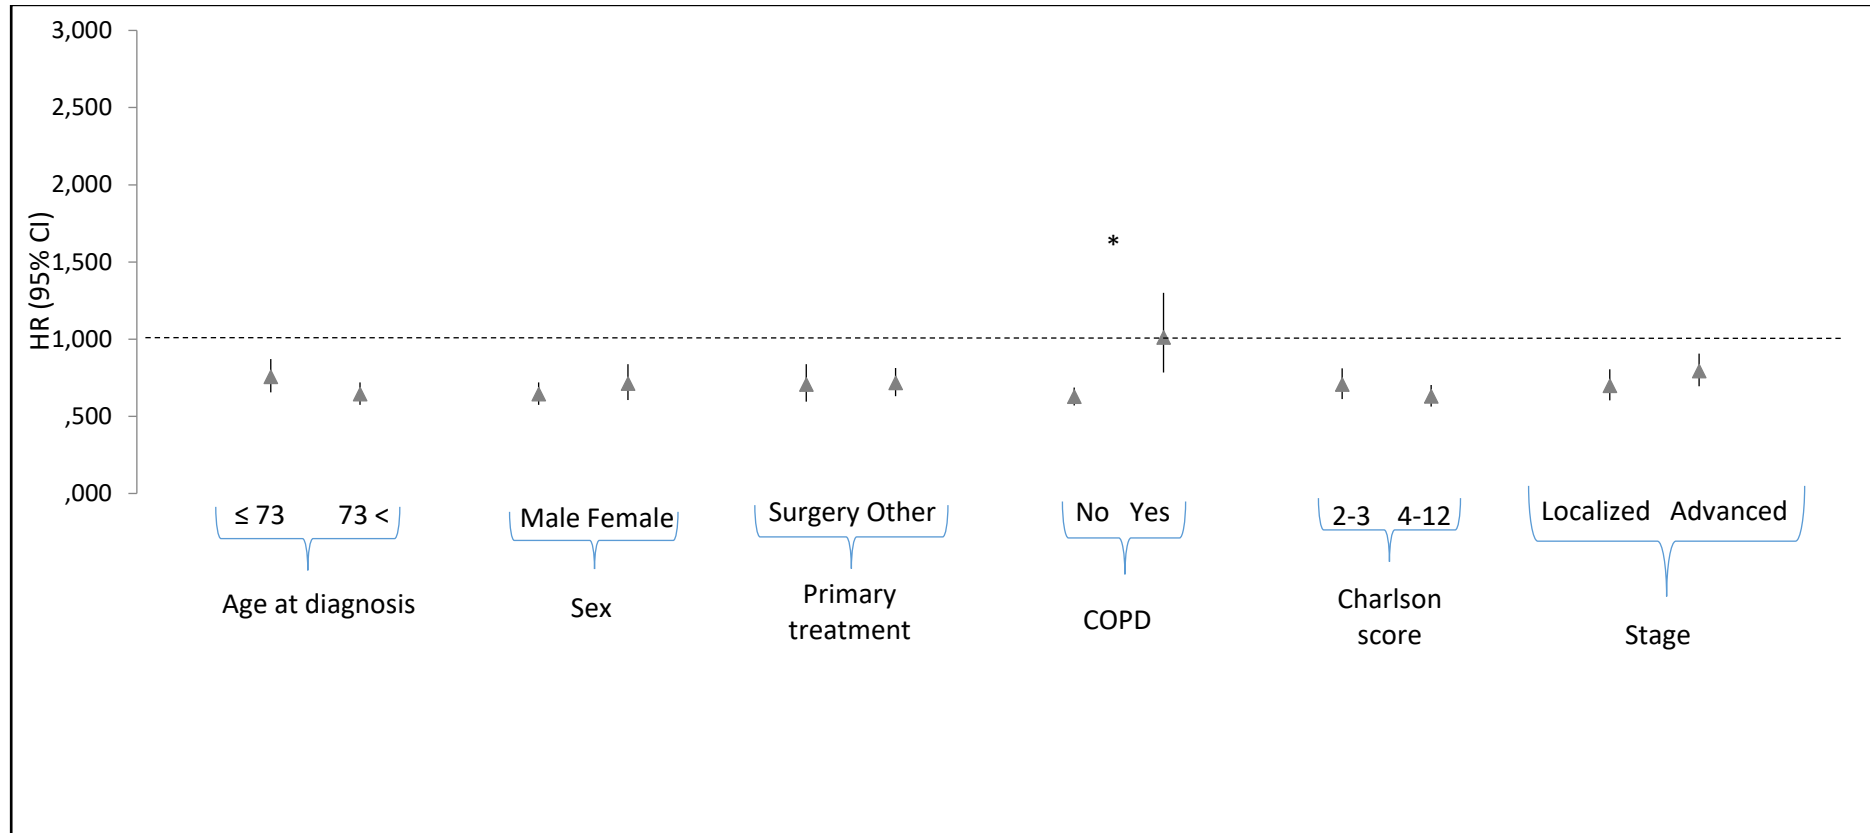 3,000
2,500
2,000
1,500
1,000
,500
,000
HR (95% CI)
*
≤ 73 73 <
Male Female
Surgery Other
No Yes
2-3 4-12
Localized Advanced
Age at diagnosis
Sex
Primary
treatment
COPD
Charlson
score
Stage